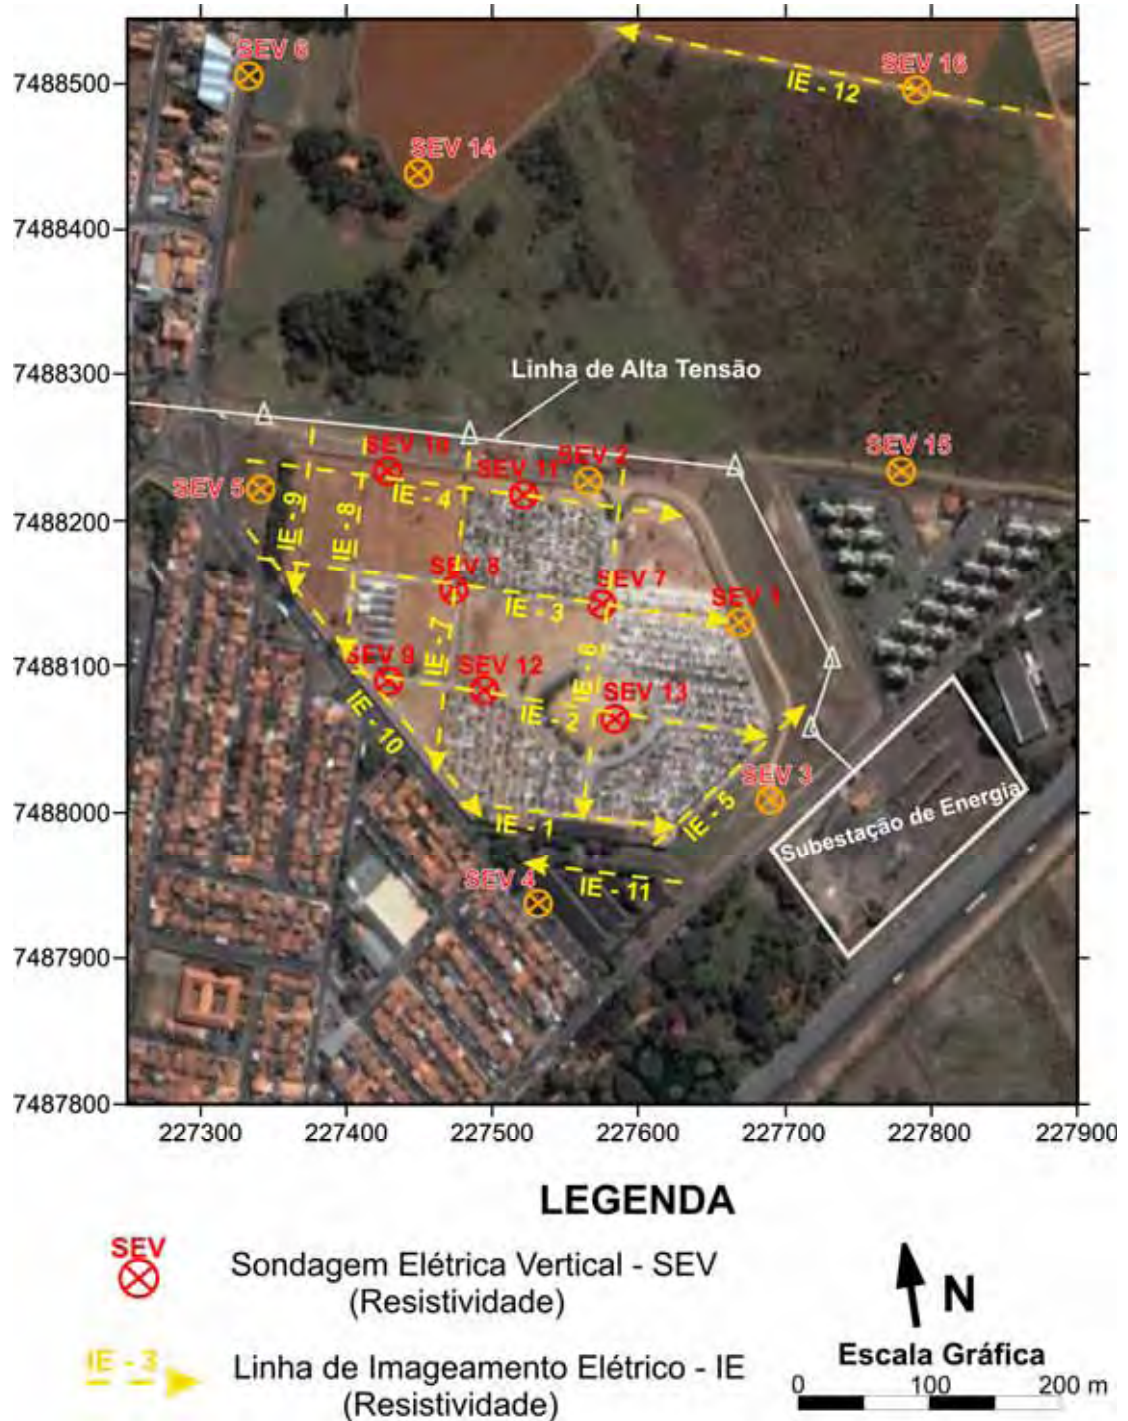 SEV 6
SEV 16
7488500
IE - 12
SEV 14
7488400
7488300
Linha de Alta Tensão
SEV 10
SEV 2
SEV 15
SEV 11
SEV 5
IE - 4
IE - 9
IE - 8
7488200
SEV 8
SEV 7
IE - 3
SEV 1
7488100
SEV 9
IE - 7
SEV 12
IE - 6
SEV 13
IE - 2
IE - 10
SEV 3
7488000
IE - 1
IE - 5
Subestação de Energia
SEV 4
IE - 11
7487900
7487800
227300
227400
227500
227600
227700
227800
227900
LEGENDA
SEV
Sondagem Elétrica Vertical - SEV
(Resistividade)
N
IE - 3
Linha de Imageamento Elétrico - IE
(Resistividade)
Escala Gráfica
0 100 200 m